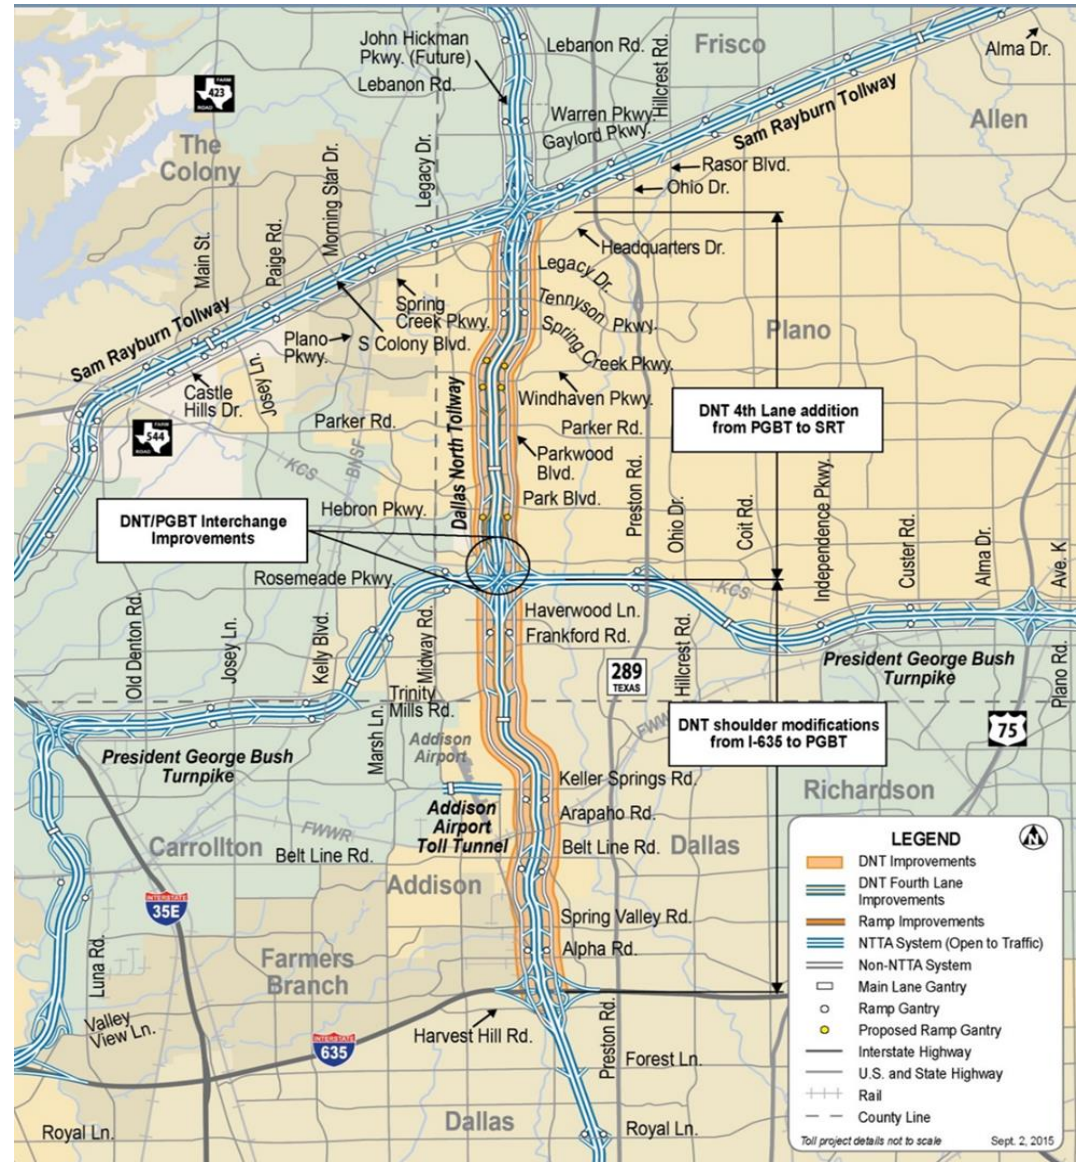 John Hickman
Pkwy. (Future)
Lebanon Rd.
Lebanon Rd.
Hillcrest Rd.
Frisco
Alma Dr.
FARM
423
ROAD
Warren Pkwy.
Gaylord Pkwy.
Sam Rayburn Tollway
Allen
The
Colony
Legacy Dr.
Morning Star Dr.
Rasor Blvd.
Ohio Dr.
Main St.
Paige Rd.
Headquarters Dr.
Legacy Dr.
Spring
Creek Pkwy.
Tennyson Pkwy.
Plano
Sam Rayburn Tollway
Plano
Pkwy.
S Colony Blvd.
Spring Creek Pkwy.
Castle
Hills Dr.
Josey Ln.
Windhaven Pkwy.
DNT 4th Lane addition
from PGBT to SRT
Parker Rd.
Parker Rd.
FARM
544
ROAD
KCS
BNSF
Dallas North Tollway
Parkwood
Blvd.
Preston Rd.
Park Blvd.
Hebron Pkwy.
DNT/PGBT Interchange
Improvements
Ohio Dr.
Coit Rd.
Independence Pkwy.
Custer Rd.
Alma Dr.
Ave. K
Rosemeade Pkwy.
KCS
Haverwood Ln.
Frankford Rd.
Old Denton Rd.
Josey Ln.
Kelly Blvd.
Midway Rd.
Hillcrest Rd.
President George Bush
Turnpike
Plano Rd.
289
TEXAS
Trinity
Mills Rd.
Marsh Ln.
DNT shoulder modifications
from I-635 to PGBT
75
President George Bush
Turnpike
Addison
Airport
Keller Springs Rd.
Richardson
Addison
Airport
Toll Tunnel
Arapaho Rd.
FWWR
Carrollton
Belt Line Rd.
Belt Line Rd.
Dallas
Addison
INTERSTATE
35E
Spring Valley Rd.
Alpha Rd.
Luna Rd.
Farmers
Branch
Valley
View Ln.
Harvest Hill Rd.
INTERSTATE
635
Preston Rd.
Forest Ln.
Dallas
Royal Ln.
Royal Ln.
LEGEND
N
DNT Improvements
DNT Fourth Lane
Improvements
Ramp Improvements
NTTA System (Open to Traffic)
Non-NTTA System
Main Lane Gantry
Ramp Gantry
Proposed Ramp Gantry
Interstate Highway
U.S. and State Highway
Rail
County Line
Toll project details not to scale
Sept. 2, 2015